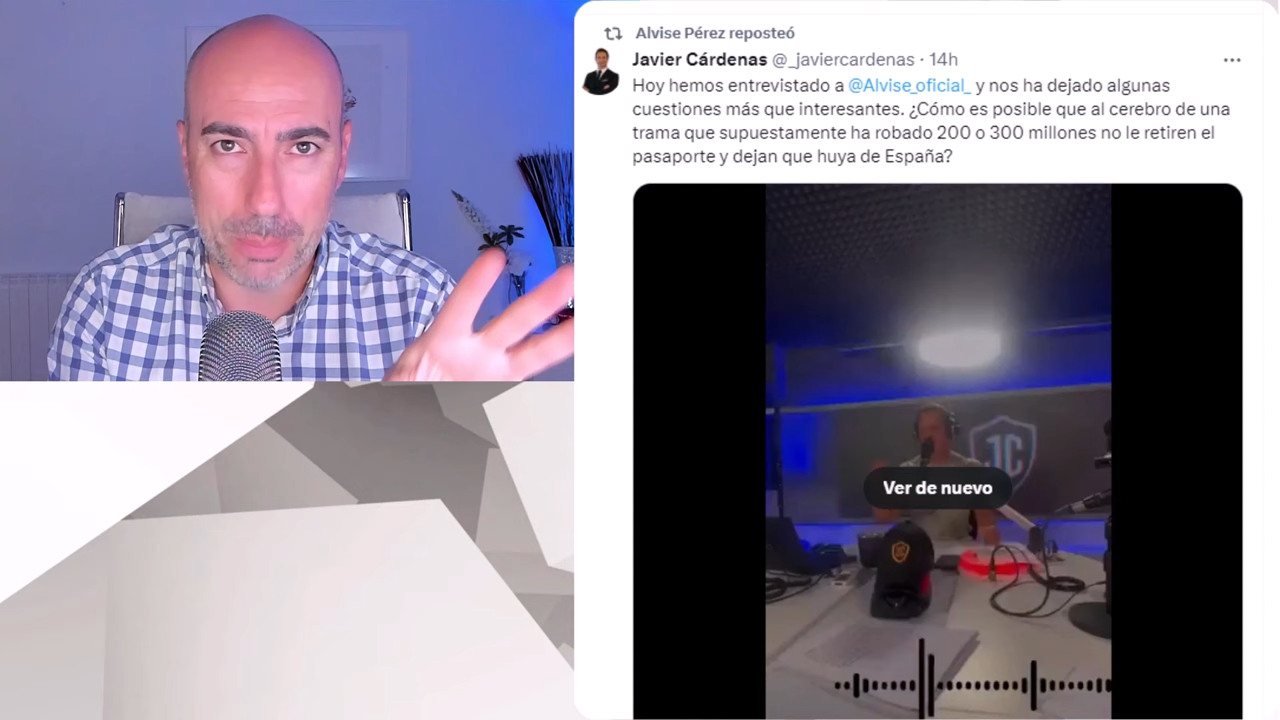 Alvise Pérez reposteó
Javier Cárdenas @_javiercardenas · 14h
Hoy hemos entrevistado a @Alvise_oficial_ y nos ha dejado algunas
cuestiones más que interesantes. ¿Cómo es posible que al cerebro de una
trama que supuestamente ha robado 200 o 300 millones no le retiren el
pasaporte y dejan que huya de España?
JC
Ver de nuevo